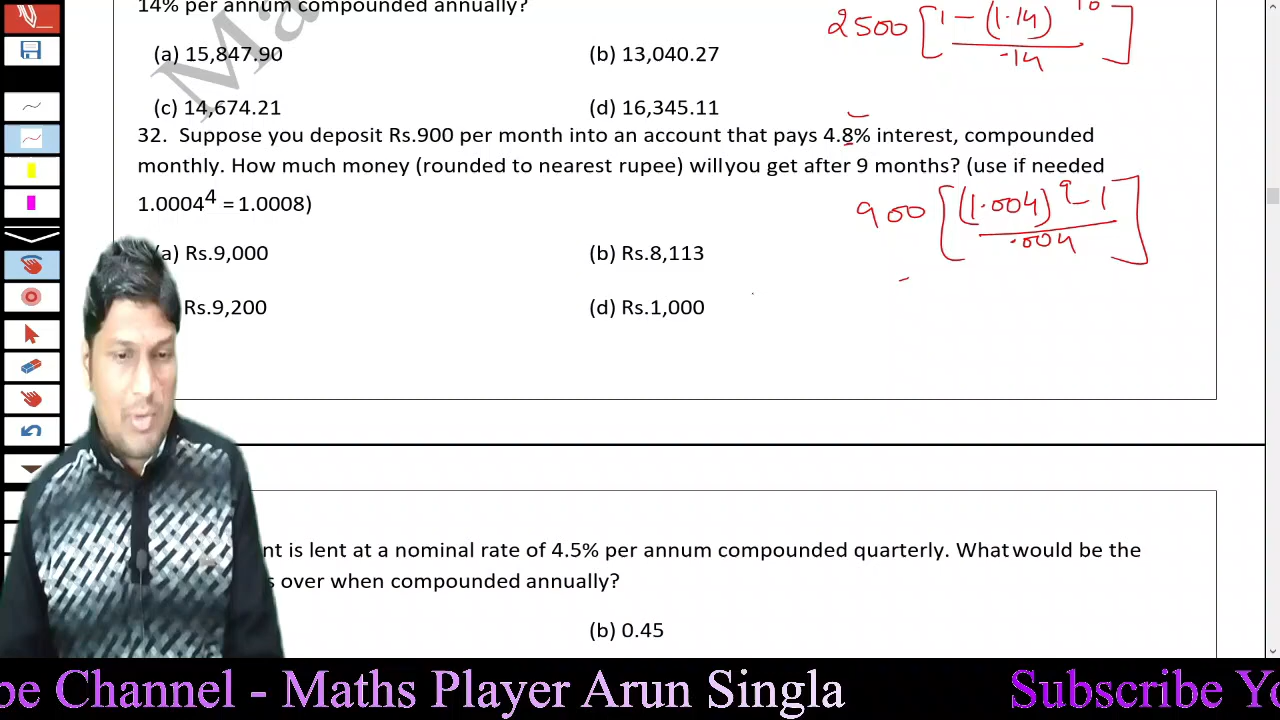 14% per annum compounded annually?
(a) 15,847.90 (b) 13,040.27
(c) 14,674.21 (d) 16,345.11
2500 [1 - (1.14)^-10 / .14]
32. Suppose you deposit Rs.900 per month into an account that pays 4.8% interest, compounded
monthly. How much money (rounded to nearest rupee) will you get after 9 months? (use if needed
1.0004^4 = 1.0008)
900 [(1.004)^9 - 1 / .004]
(a) Rs.9,000 (b) Rs.8,113
Rs.9,200 (d) Rs.1,000
is lent at a nominal rate of 4.5% per annum compounded quarterly. What would be the
over when compounded annually?
(b) 0.45
Channel - Maths Player Arun Singla Subscribe